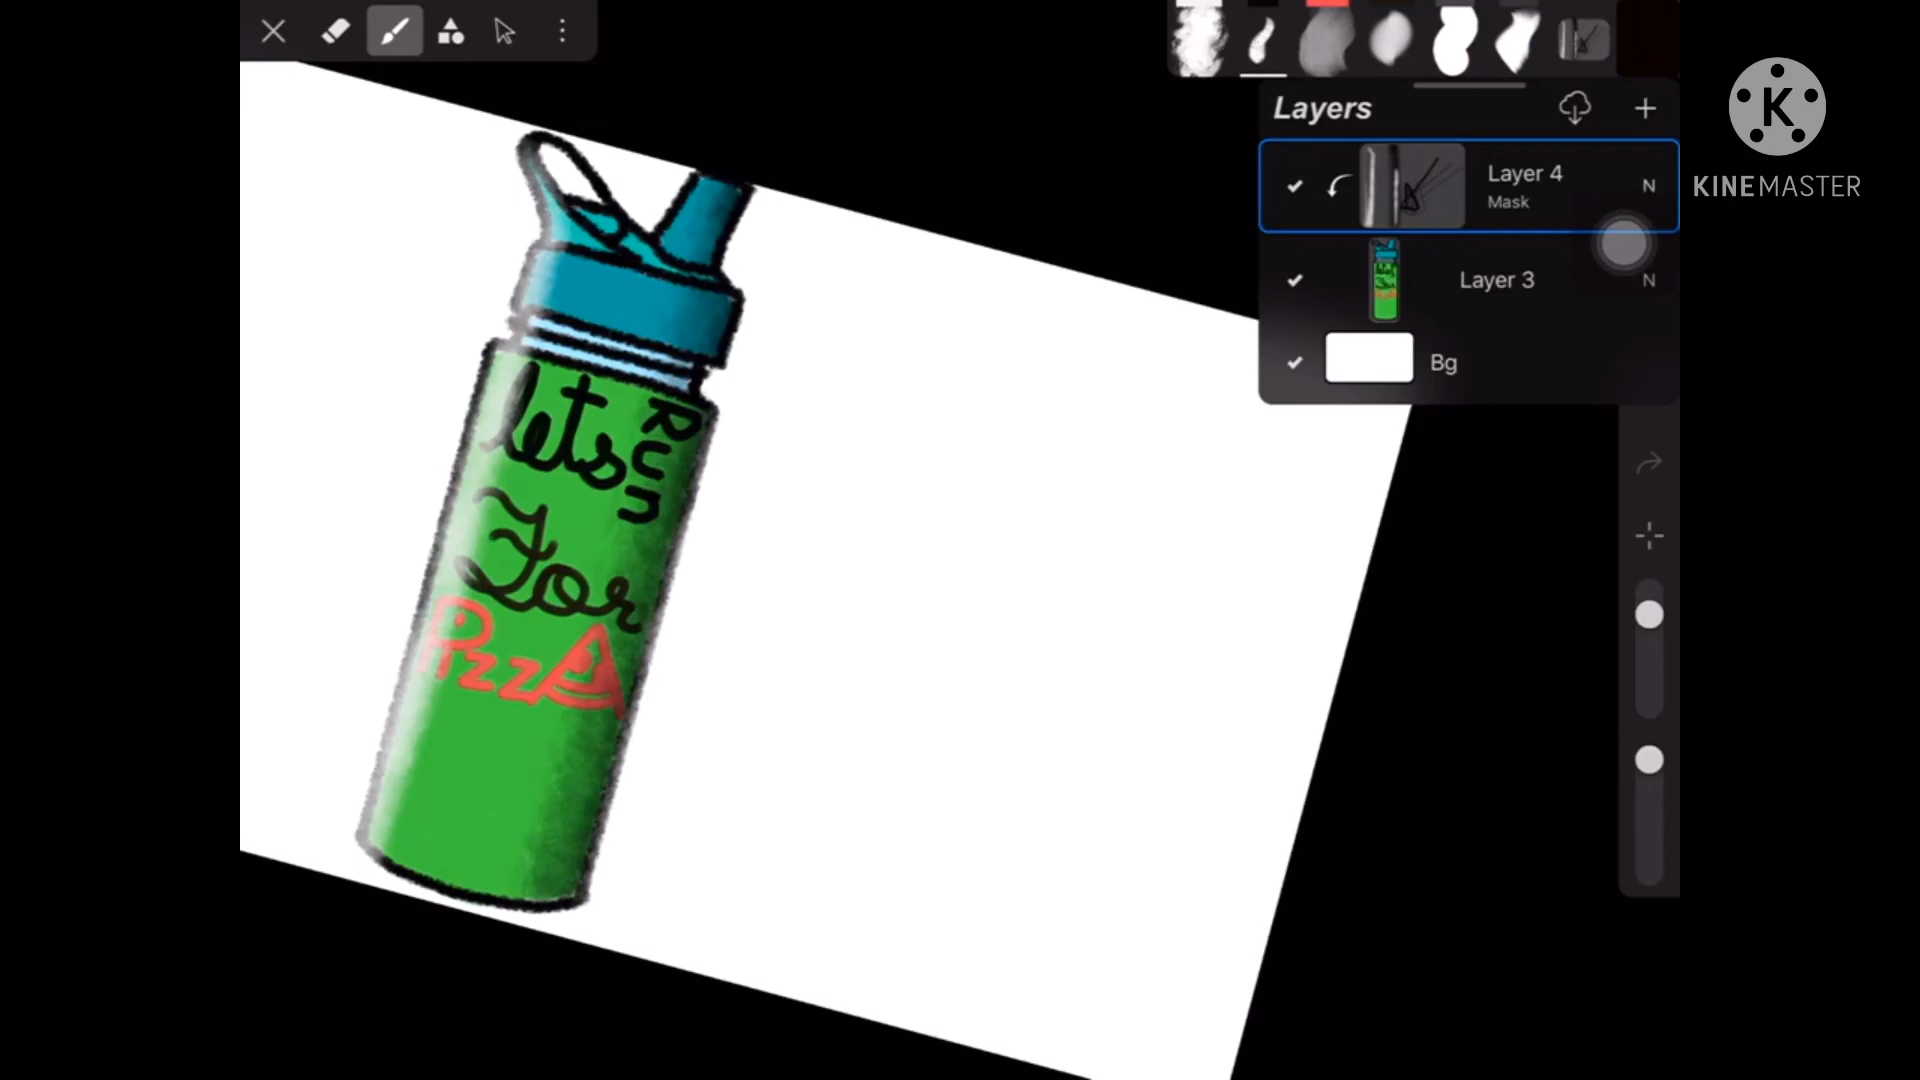 Layers
Layer 4
N
Mask
Layer 3
N
Bg
K
KINEMASTER
lets
Run
For
PizzA